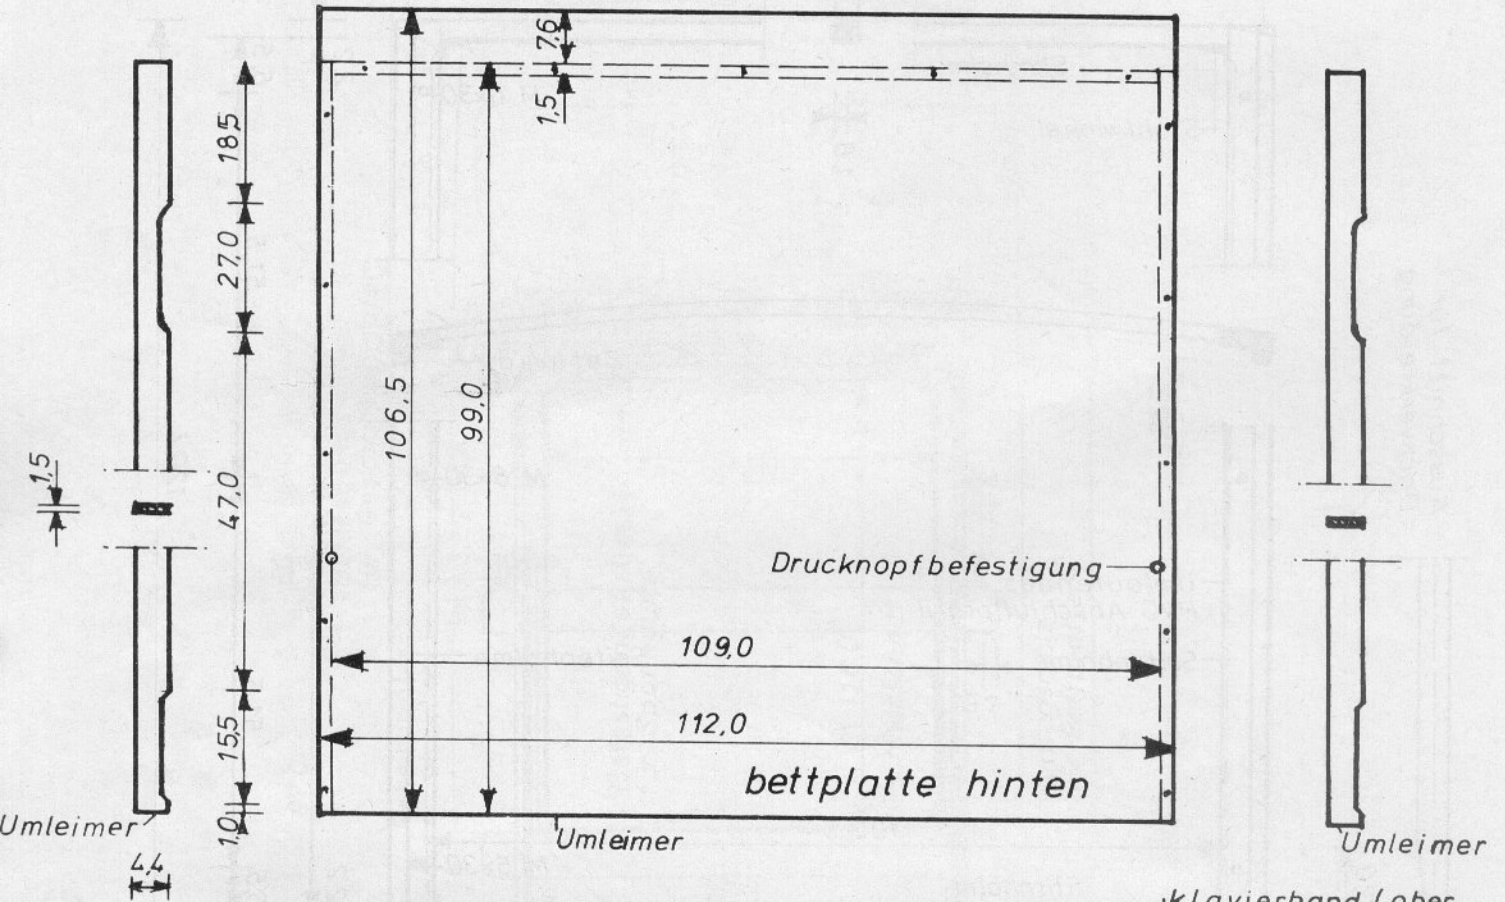 7,6
1,5
18,5
27,0
106,5
99,0
1,5
47,0
Drucknopfbefestigung
109,0
15,5
112,0
bettplatte hinten
Umleimer
1,0
Umleimer
Umleimer
4,4
Klavierband